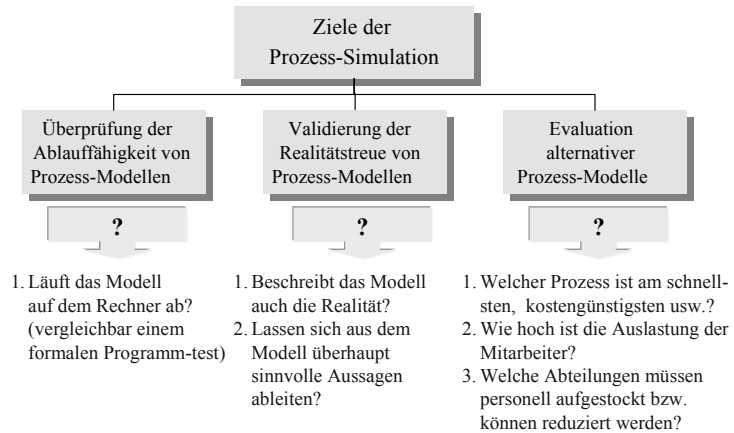 Ziele der
Prozess-Simulation
Überprüfung der
Ablauffähigkeit von
Prozess-Modellen
Validierung der
Realitätstreue von
Prozess-Modellen
Evaluation
alternativer
Prozess-Modelle
?
?
?
1. Läuft das Modell
auf dem Rechner ab?
(vergleichbar einem
formalen Programm-test)
1. Beschreibt das Modell
auch die Realität?
2. Lassen sich aus dem
Modell überhaupt
sinnvolle Aussagen
ableiten?
1. Welcher Prozess ist am schnell-
sten, kostengünstigsten usw.?
2. Wie hoch ist die Auslastung der
Mitarbeiter?
3. Welche Abteilungen müssen
personell aufgestockt bzw.
können reduziert werden?